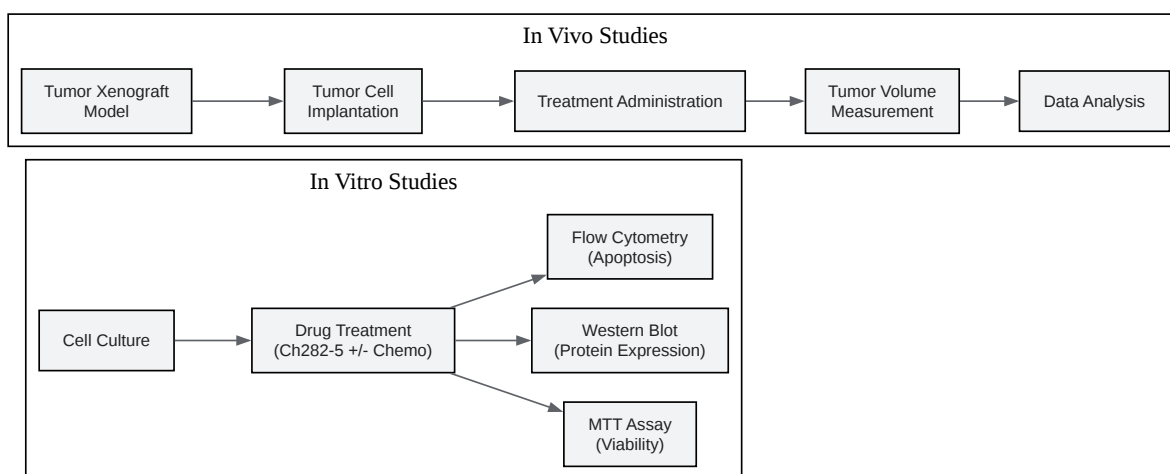 In Vivo Studies
Tumor Xenograft
Model
Tumor Cell
Implantation
Treatment Administration
Tumor Volume
Measurement
Data Analysis
In Vitro Studies
Cell Culture
Drug Treatment
(Ch282-5 +/- Chemo)
Flow Cytometry
(Apoptosis)
Western Blot
(Protein Expression)
MTT Assay
(Viability)